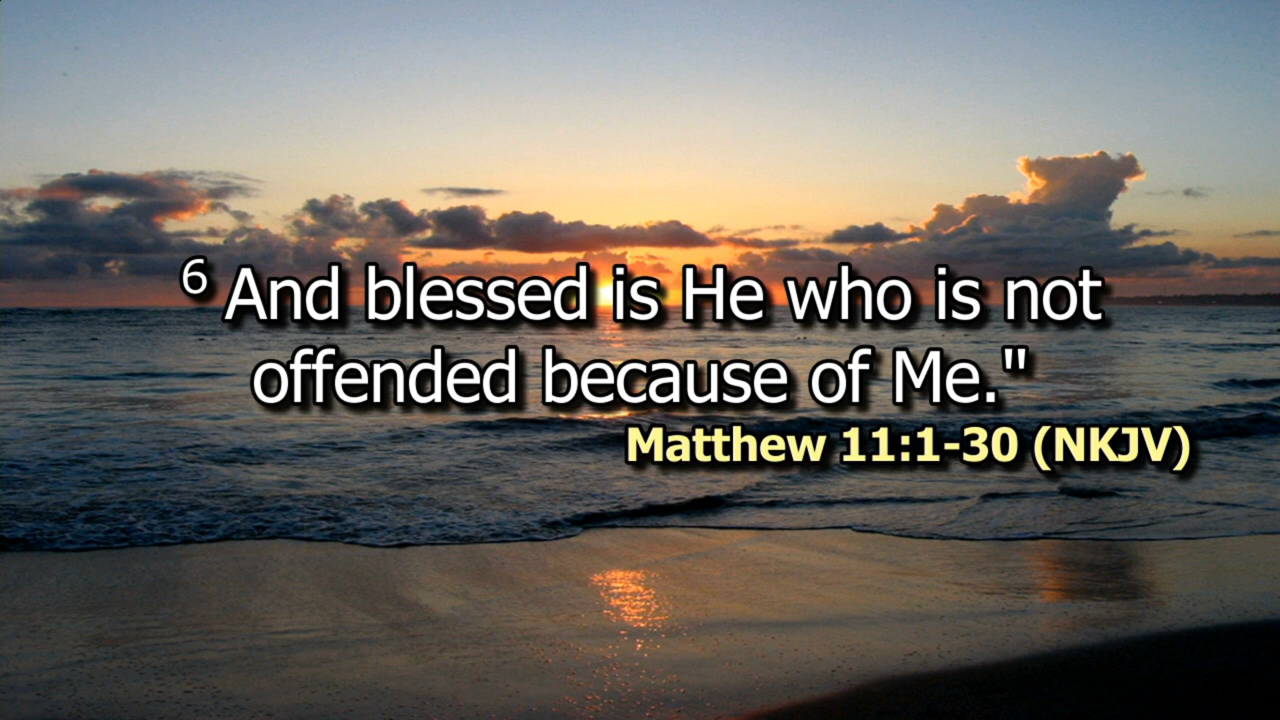 6 And blessed is He who is not
offended because of Me."
Matthew 11:1-30 (NKJV)